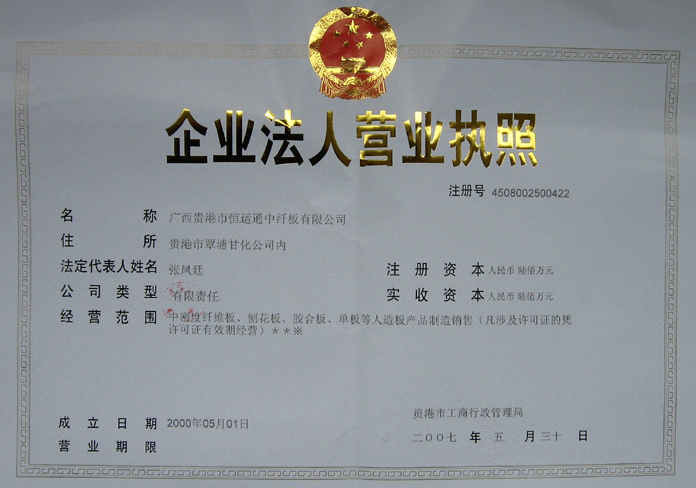 企业法人营业执照
注册号 4508002500422
名称 广西贵港市恒运通中纤板有限公司
住所 贵港市覃塘甘化公司内
法定代表人姓名 张凤廷
注册资本 人民币 陆佰万元
公司类型 有限责任
实收资本 人民币 陆佰万元
经营范围 中密度纤维板、刨花板、胶合板、单板等人造板产品制造销售（凡涉及许可证的凭
许可证有效期经营）＊＊※
贵港市工商行政管理局
成立日期 2000年05月01日
二〇〇七 年 五 月 三十 日
营业期限